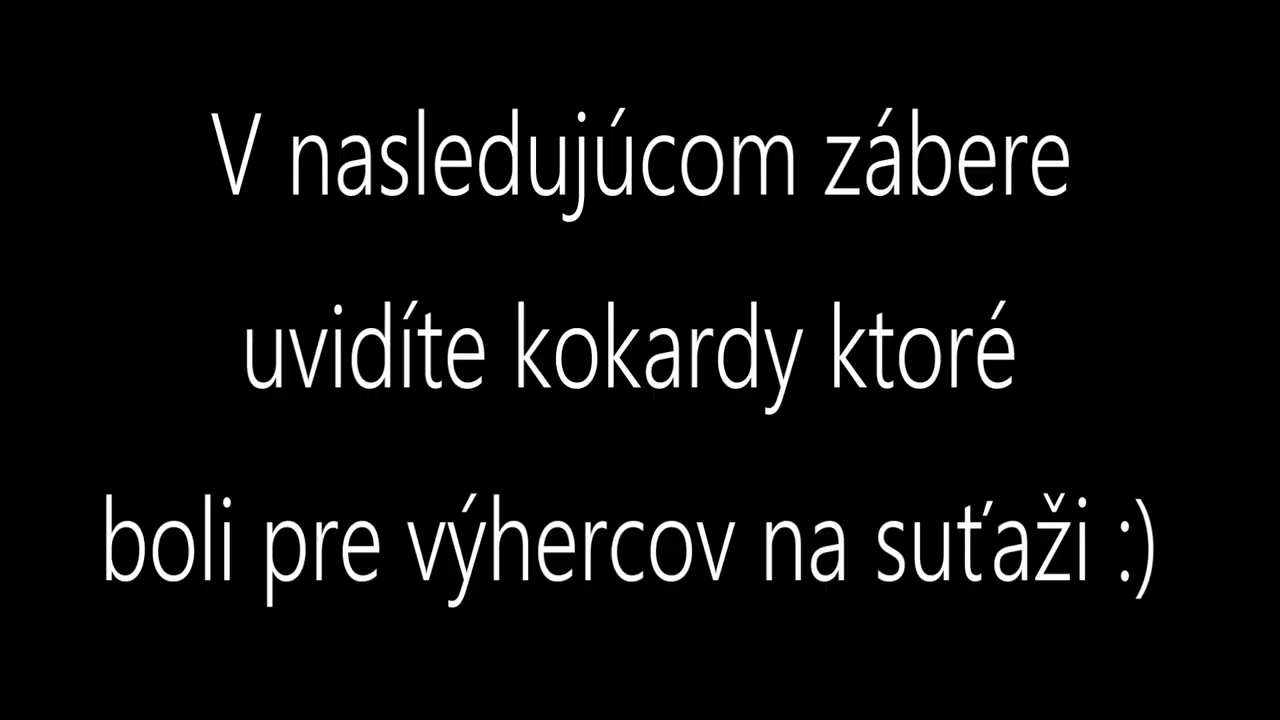 V nasledujúcom zábere
uvidíte kokardy ktoré
boli pre výhercov na suťaži :)